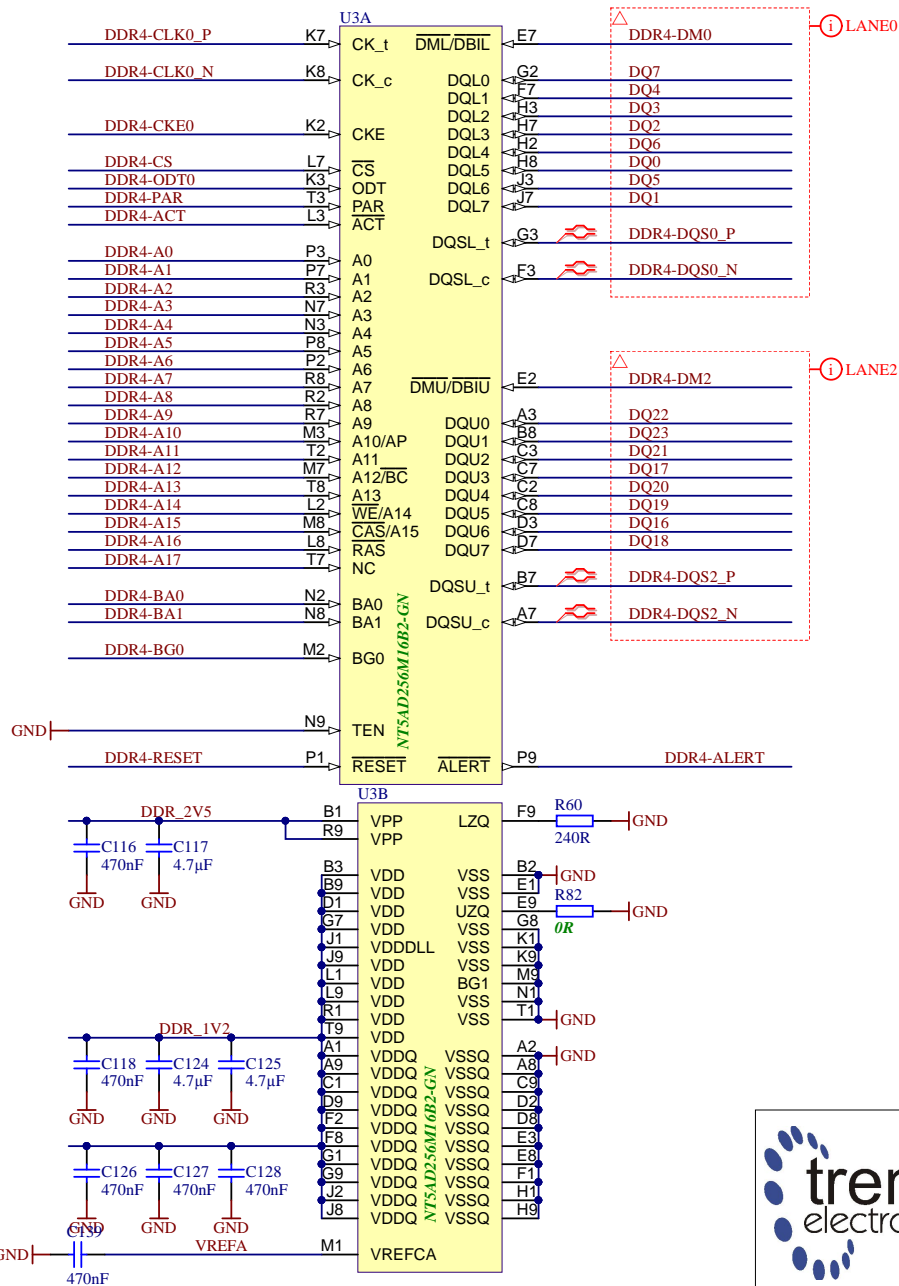 U3A
DDR4-CLK0_P K7 CK_t DML/DBIL E7 DDR4-DM0 LANE0
DDR4-CLK0_N K8 CK_c DQL0 G2 DQ7
DQL1 F7 DQ4
DQL2 H3 DQ3
DDR4-CKE0 K2 CKE DQL3 H7 DQ2
DQL4 H2 DQ6
DDR4-CS L7 CS DQL5 H8 DQ0
DDR4-ODT0 K3 ODT DQL6 J3 DQ5
DDR4-PAR T3 PAR DQL7 J7 DQ1
DDR4-ACT L3 ACT
DQSL_t G3 DDR4-DQS0_P
DDR4-A0 P3 A0
DDR4-A1 P7 A1 DQSL_c F3 DDR4-DQS0_N
DDR4-A2 R3 A2
DDR4-A3 N7 A3
DDR4-A4 N3 A4
DDR4-A5 P8 A5
DDR4-A6 P2 A6 LANE2
DDR4-A7 R8 A7 DMU/DBIU E2 DDR4-DM2
DDR4-A8 R2 A8
DDR4-A9 R7 A9 DQU0 A3 DQ22
DDR4-A10 M3 A10/AP DQU1 B8 DQ23
DDR4-A11 T2 A11 DQU2 C3 DQ21
DDR4-A12 M7 A12/BC DQU3 C7 DQ17
DDR4-A13 T8 A13 DQU4 C2 DQ20
DDR4-A14 L2 WE/A14 DQU5 C8 DQ19
DDR4-A15 M8 CAS/A15 DQU6 D3 DQ16
DDR4-A16 L8 RAS DQU7 D7 DQ18
DDR4-A17 T7 NC
DQSU_t B7 DDR4-DQS2_P
DDR4-BA0 N2 BA0
DDR4-BA1 N8 BA1 DQSU_c A7 DDR4-DQS2_N
DDR4-BG0 M2 BG0
NT5AD256M16B2-GN
GND N9 TEN
DDR4-RESET P1 RESET ALERT P9 DDR4-ALERT
U3B
DDR_2V5 B1 VPP LZQ F9 R60 240R GND
R9 VPP
C116 470nF GND
C117 4.7µF GND
B3 VDD VSS B2 GND
B9 VDD VSS E1
D1 VDD UZQ E9 R82 0R GND
G7 VDD VSS G8
J1 VDDDLL VSS K1
J9 VDD VSS K9
L1 VDD BG1 M9
L9 VDD VSS N1
R1 VDD VSS T1 GND
DDR_1V2 T9 VDD
A1 VDDQ VSSQ A2 GND
A9 VDDQ VSSQ A8
C1 VDDQ VSSQ C9
D9 VDDQ VSSQ D2
F2 VDDQ VSSQ D8
F8 VDDQ VSSQ E3
G1 VDDQ VSSQ E8
G9 VDDQ VSSQ F1
J2 VDDQ VSSQ H1
J8 VDDQ VSSQ H9
C118 470nF GND
C124 4.7µF GND
C125 4.7µF GND
C126 470nF GND
C127 470nF GND
C128 470nF GND
NT5AD256M16B2-GN
GND C139 470nF VREFA M1 VREFCA
tren
electro